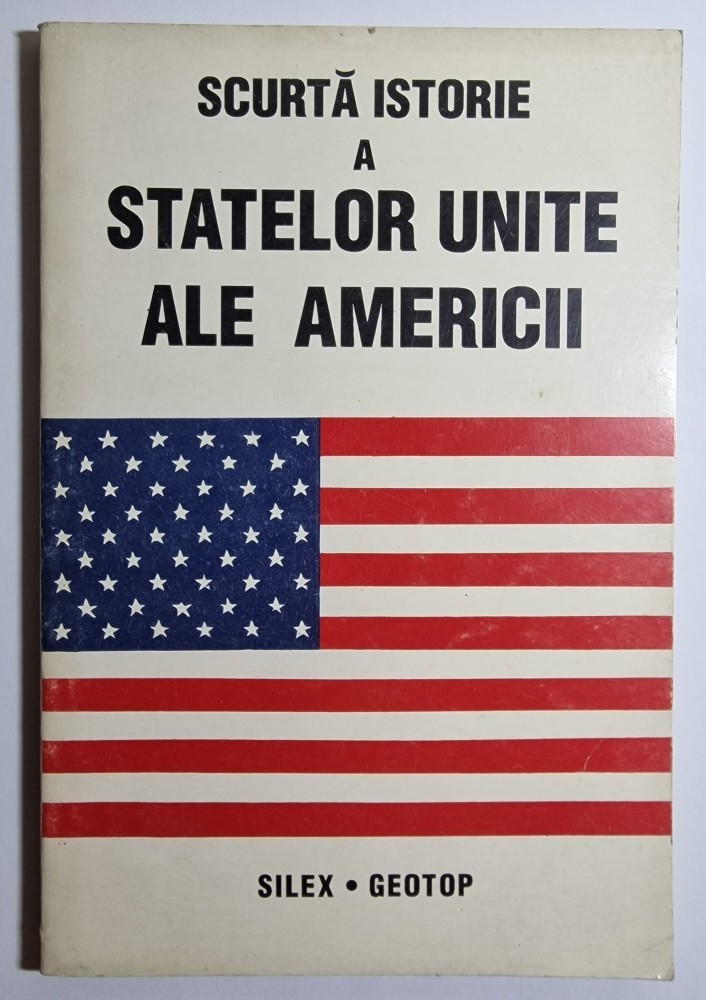 SCURTĂ ISTORIE
A
STATELOR UNITE
ALE AMERICII
SILEX • GEOTOP